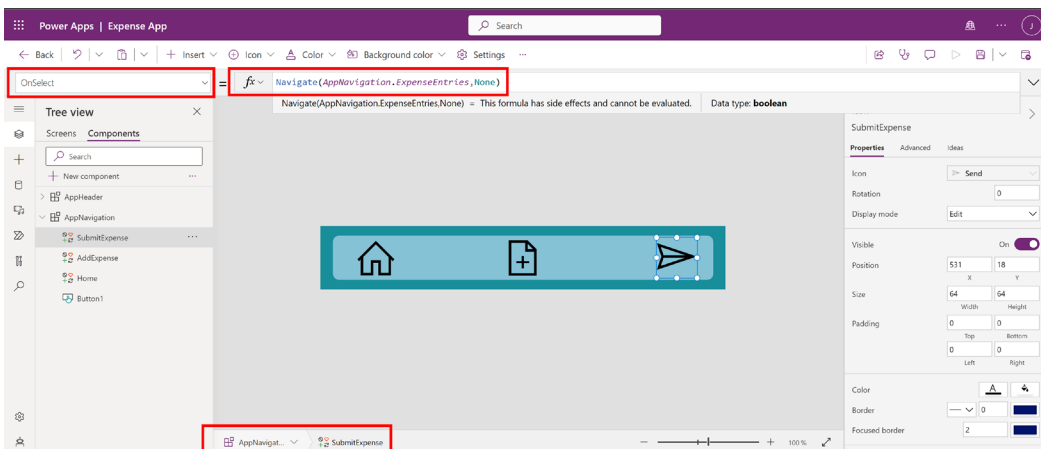 Power Apps | Expense App
Search
J
Back
Insert
Icon
Color
Background color
Settings
OnSelect
= fx Navigate(AppNavigation.ExpenseEntries,None)
Navigate(AppNavigation.ExpenseEntries,None) = This formula has side effects and cannot be evaluated.
Data type: boolean
Tree view
Screens Components
Search
New component
AppHeader
AppNavigation
SubmitExpense
AddExpense
Home
Button1
SubmitExpense
Properties Advanced Ideas
Icon Send
Rotation 0
Display mode Edit
Visible On
Position 531 18
X Y
Size 64 64
Width Height
Padding 0 0
Top Bottom
0 0
Left Right
Color A
Border 0
Focused border 2
AppNavigat... SubmitExpense
100 %